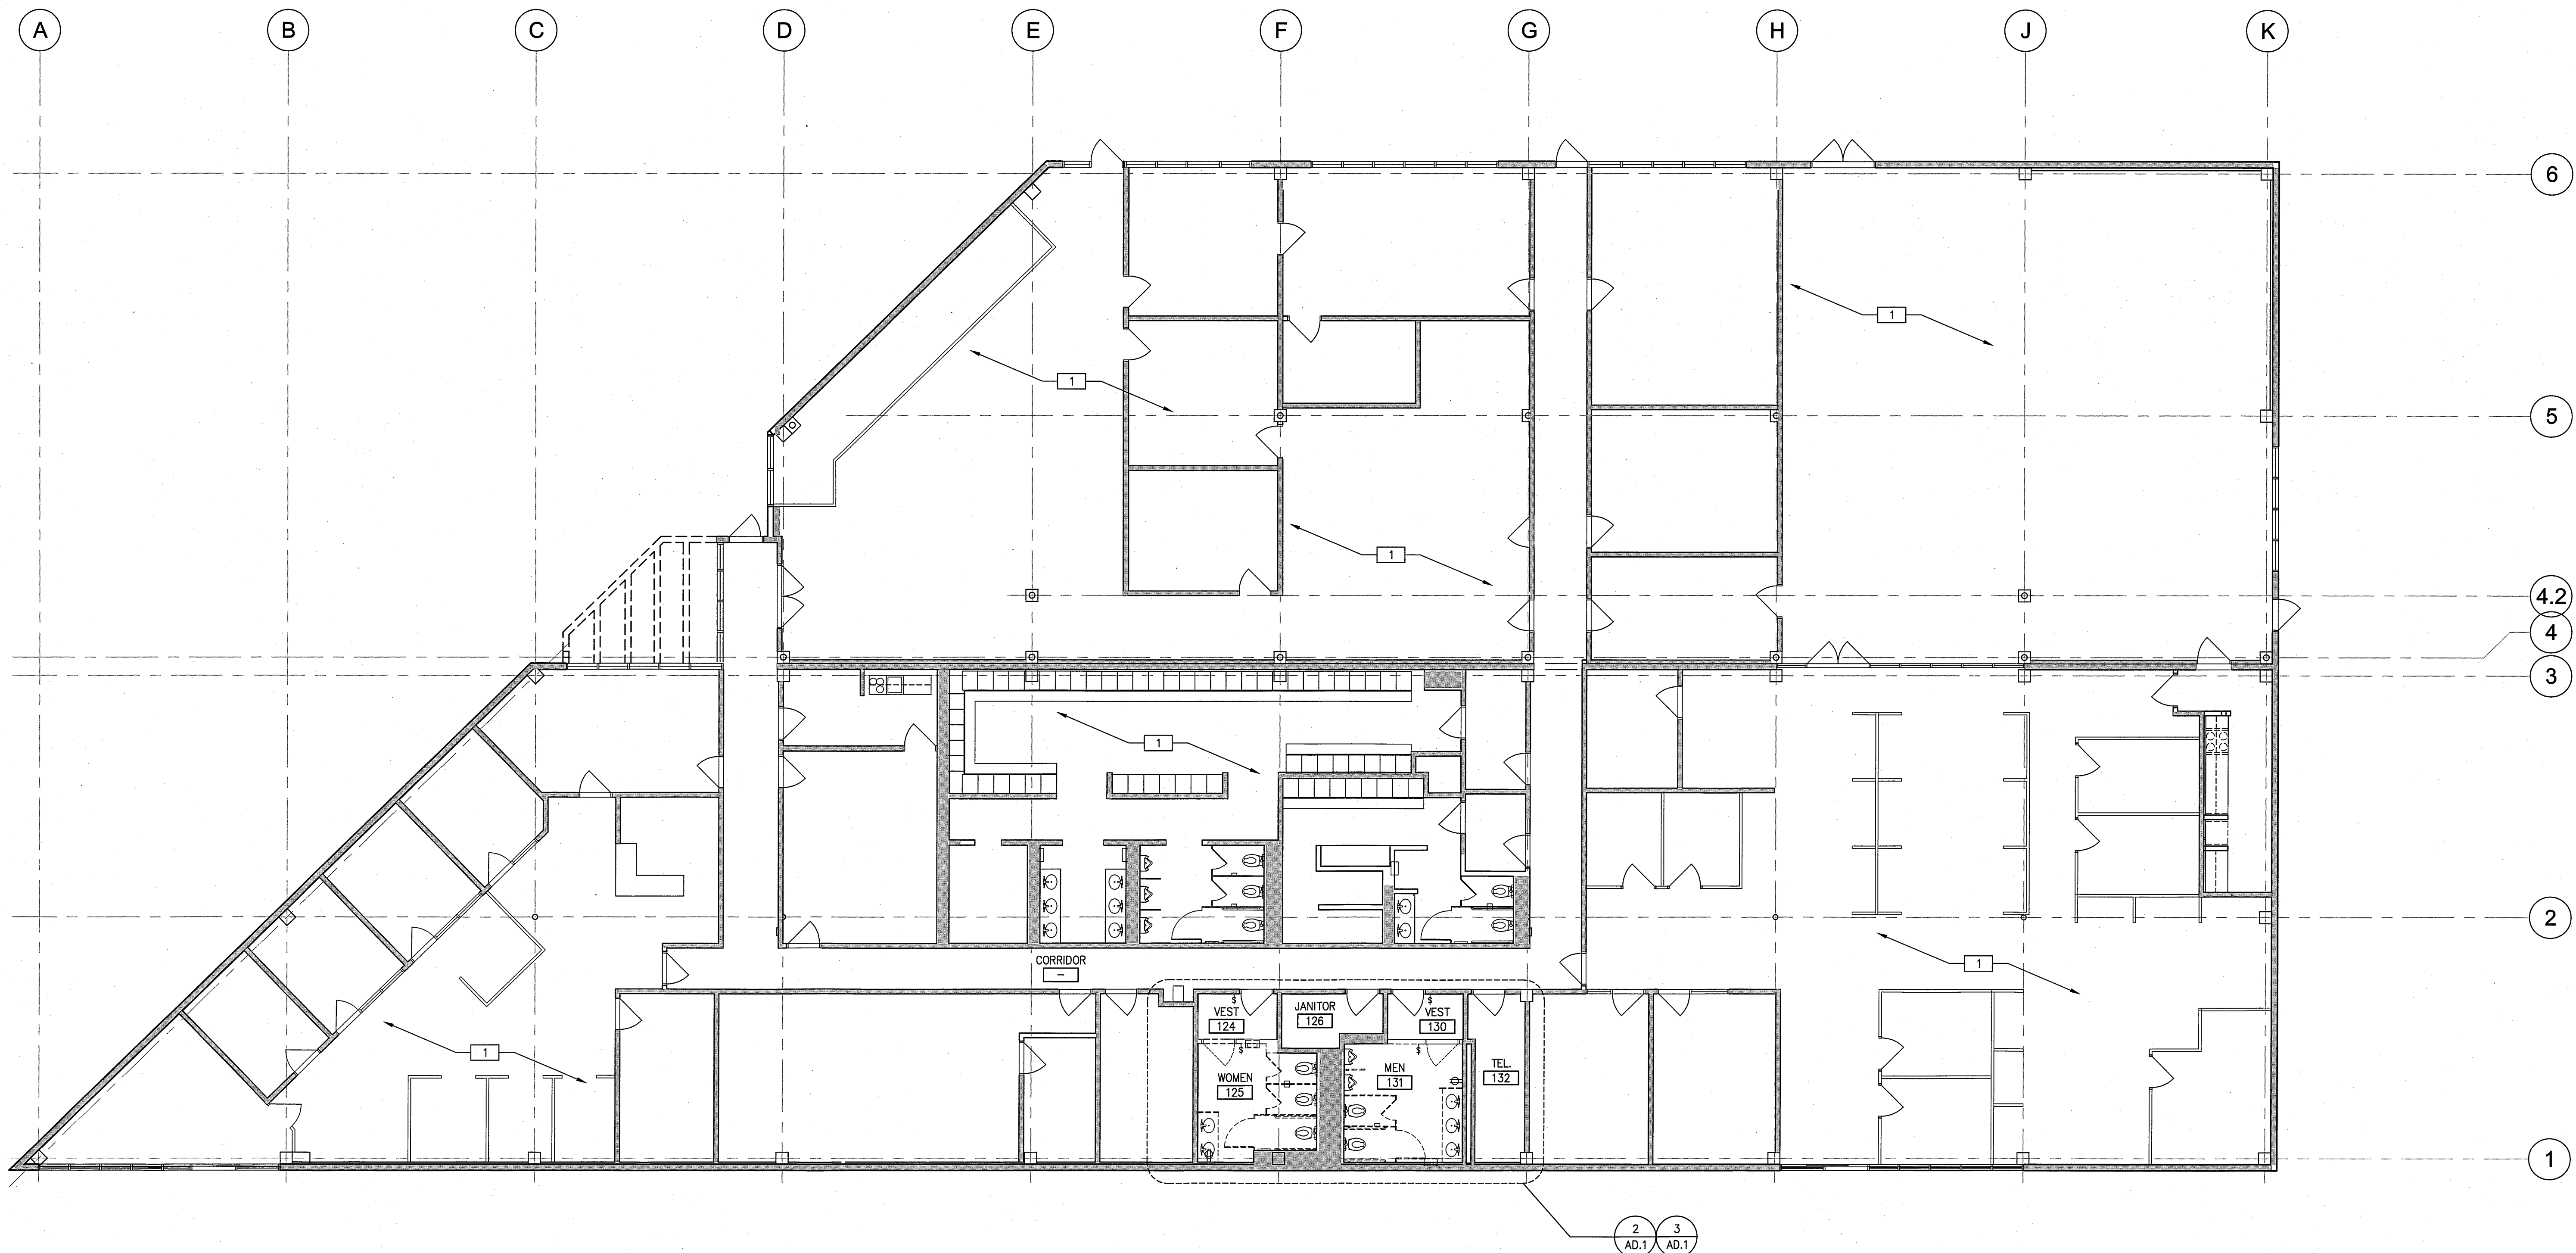 A B C D E F G H J K
6
1
1
5
1
4.2
4
3
1
2
CORRIDOR
–
1
VEST
124
$
JANITOR
126
$
VEST
130
1
$
$
WOMEN
125
MEN
131
TEL.
132
1
2
AD.1
3
AD.1